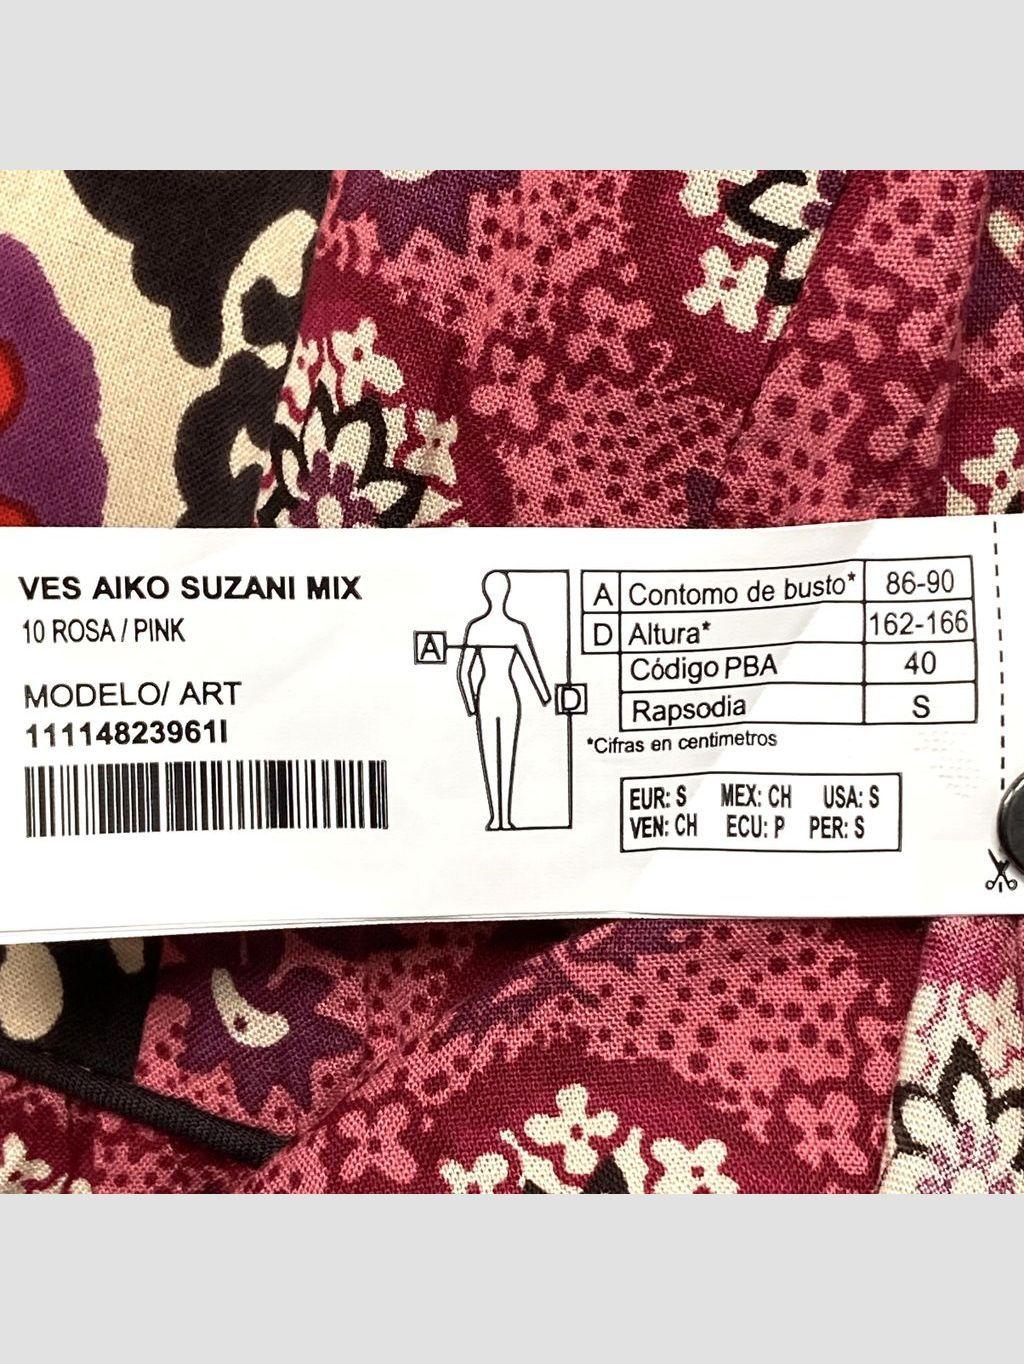 VES AIKO SUZANI MIX
10 ROSA / PINK
MODELO/ ART
11114823961I
A
D
A Contomo de busto* 86-90
D Altura* 162-166
Código PBA 40
Rapsodia S
*Cifras en centimetros
EUR: S MEX: CH USA: S
VEN: CH ECU: P PER: S